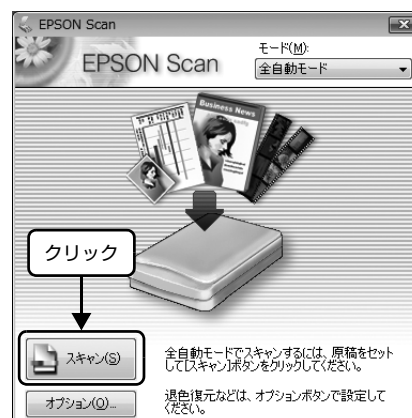 EPSON Scan
モード(M):
EPSON Scan
全自動モード
Business News
クリック
スキャン(S)
全自動モードでスキャンするには、原稿をセット
して[スキャン]ボタンをクリックしてください。
オプション(O)...
退色復元などは、オプションボタンで設定して
ください。